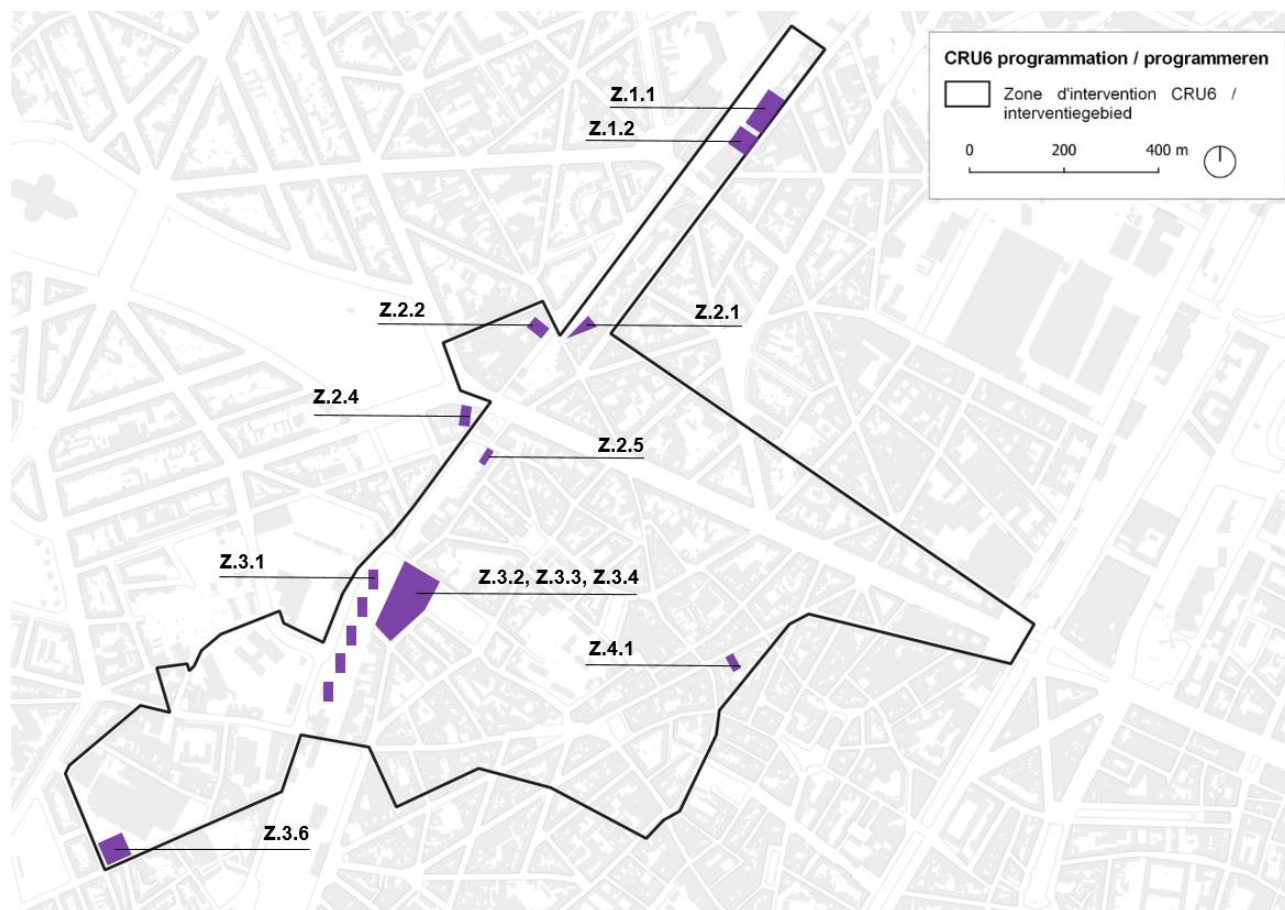 CRU6 programmation / programmeren
Zone d'intervention CRU6 /
interventiegebied
0 200 400 m
Z.1.1
Z.1.2
Z.2.2
Z.2.1
Z.2.4
Z.2.5
Z.3.1
Z.3.2, Z.3.3, Z.3.4
Z.4.1
Z.3.6